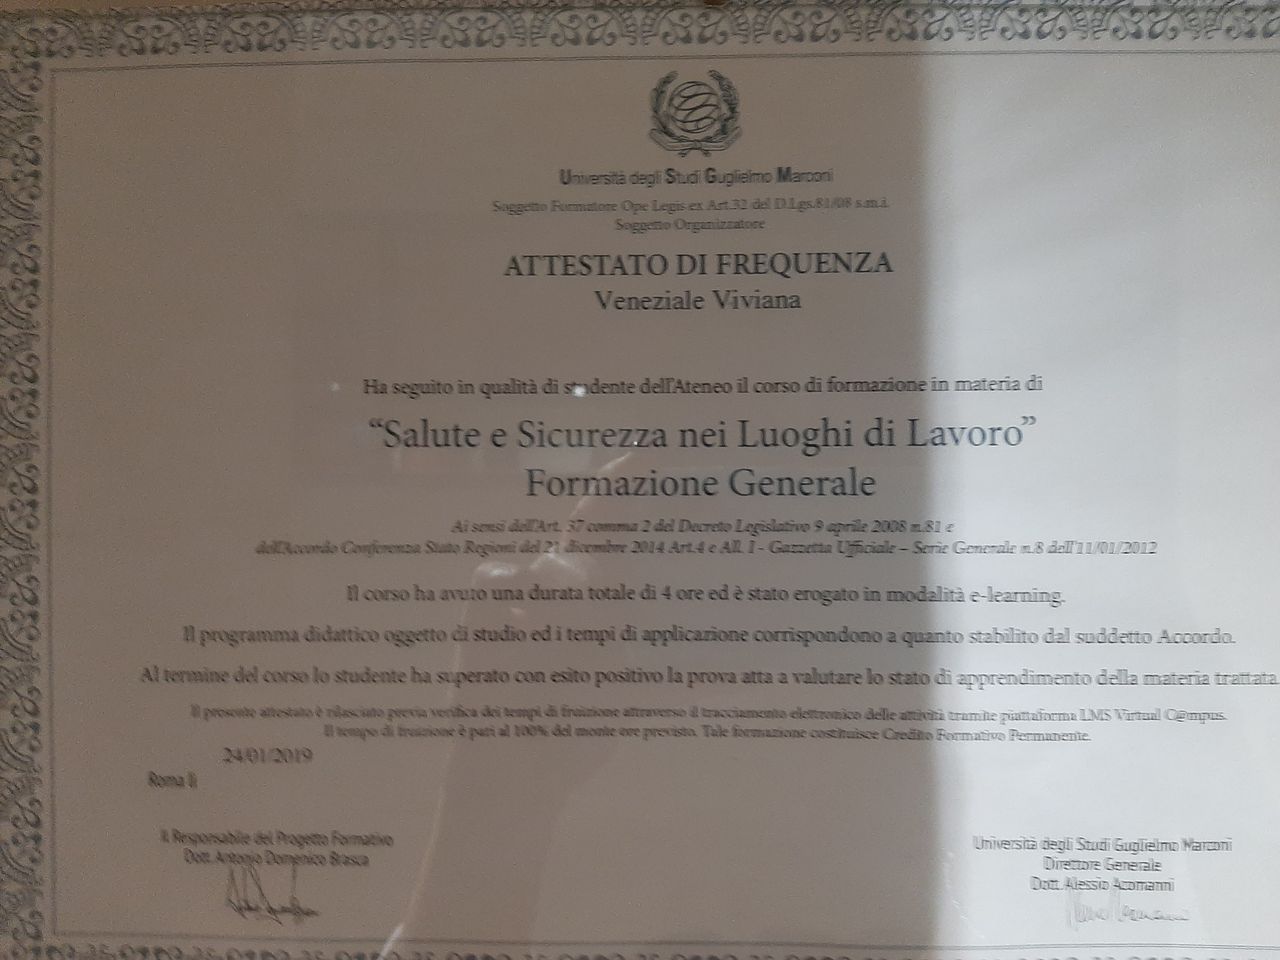 Università degli Studi Guglielmo Marconi
Soggetto Formatore Ope Legis ex Art.32 del D.Lgs.81/08 s.m.i.
Soggetto Organizzatore
ATTESTATO DI FREQUENZA
Veneziale Viviana
Ha seguito in qualità di studente dell'Ateneo il corso di formazione in materia di
“Salute e Sicurezza nei Luoghi di Lavoro”
Formazione Generale
Ai sensi dell'Art. 37 comma 2 del Decreto Legislativo 9 aprile 2008 n.81 e
dell'Accordo Conferenza Stato Regioni del 21 dicembre 2014 Art.4 e All. I - Gazzetta Ufficiale – Serie Generale n.8 dell'11/01/2012
Il corso ha avuto una durata totale di 4 ore ed è stato erogato in modalità e-learning.
Il programma didattico oggetto di studio ed i tempi di applicazione corrispondono a quanto stabilito dal suddetto Accordo.
Al termine del corso lo studente ha superato con esito positivo la prova atta a valutare lo stato di apprendimento della materia trattata
Il presente attestato è rilasciato previa verifica dei tempi di fruizione attraverso il tracciamento elettronico delle attività tramite piattaforma LMS Virtual C@mpus.
Il tempo di fruizione è pari al 100% del monte ore previsto. Tale formazione costituisce Credito Formativo Permanente.
24/01/2019
Roma lì
Il Responsabile del Progetto Formativo
Dott. Antonio Domenico Brasca
Università degli Studi Guglielmo Marconi
Direttore Generale
Dott. Alessio Acomanni